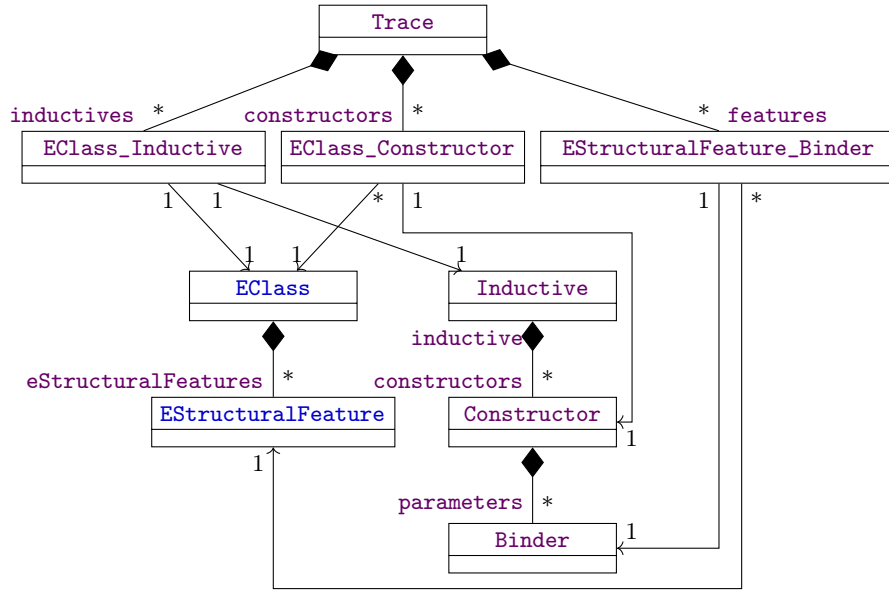 Trace
inductives *
constructors *
* features
EClass_Inductive
EClass_Constructor
EStructuralFeature_Binder
1 1 * 1 1 *
1 1 1
EClass
Inductive
inductive
eStructuralFeatures *
constructors *
EStructuralFeature
Constructor
1
1
parameters *
1
Binder